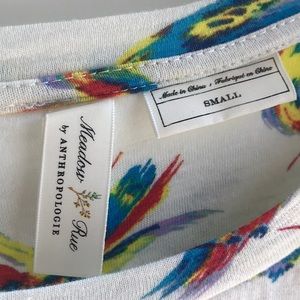 Meadow Rue
by ANTHROPOLOGIE
Made in China • Fabriqué en Chine
SMALL